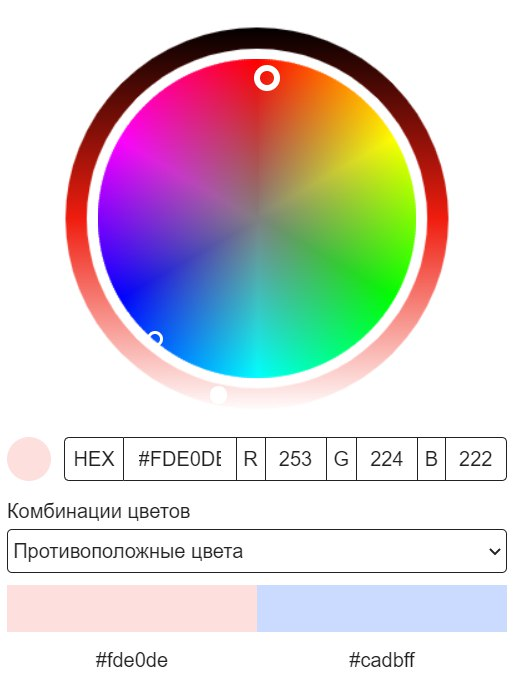 HEX #FDE0DE R 253 G 224 B 222
Комбинации цветов
Противоположные цвета
#fde0de #cadbff